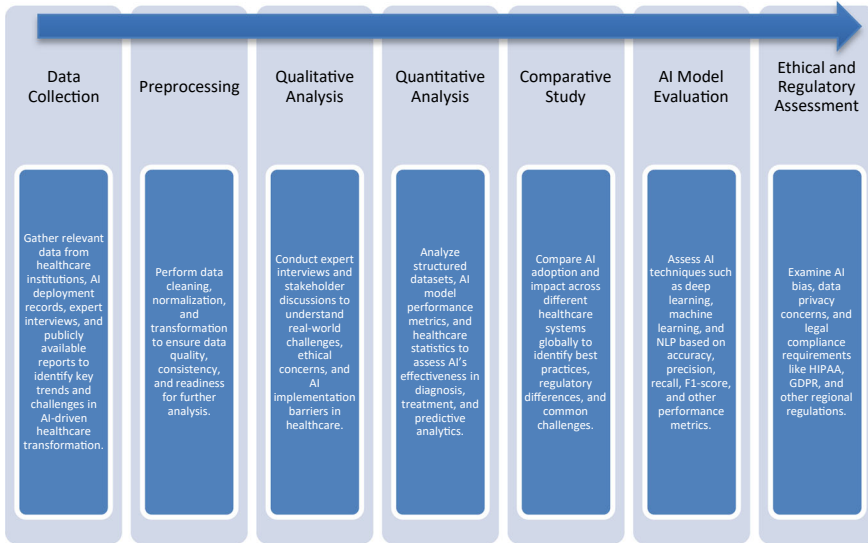 Data
Collection
Gather relevant
data from
healthcare
institutions, AI
deployment
records, expert
interviews, and
publicly
available
reports to
identify key
trends and
challenges in
AI-driven
healthcare
transformation.
Preprocessing
Perform data
cleaning,
normalization,
and
transformation
to ensure data
quality,
consistency,
and readiness
for further
analysis.
Qualitative
Analysis
Conduct expert
interviews and
stakeholder
discussions to
understand
real-world
challenges,
ethical
concerns, and
AI
implementation
barriers in
healthcare.
Quantitative
Analysis
Analyze
structured
datasets, AI
model
performance
metrics, and
healthcare
statistics to
assess AI’s
effectiveness in
diagnosis,
treatment, and
predictive
analytics.
Comparative
Study
Compare AI
adoption and
impact across
different
healthcare
systems
globally to
identify best
practices,
regulatory
differences, and
common
challenges.
AI Model
Evaluation
Assess AI
techniques such
as deep
learning,
machine
learning, and
NLP based on
accuracy,
precision,
recall, F1-score,
and other
performance
metrics.
Ethical and
Regulatory
Assessment
Examine AI
bias, data
privacy
concerns, and
legal
compliance
requirements
like HIPAA,
GDPR, and
other regional
regulations.